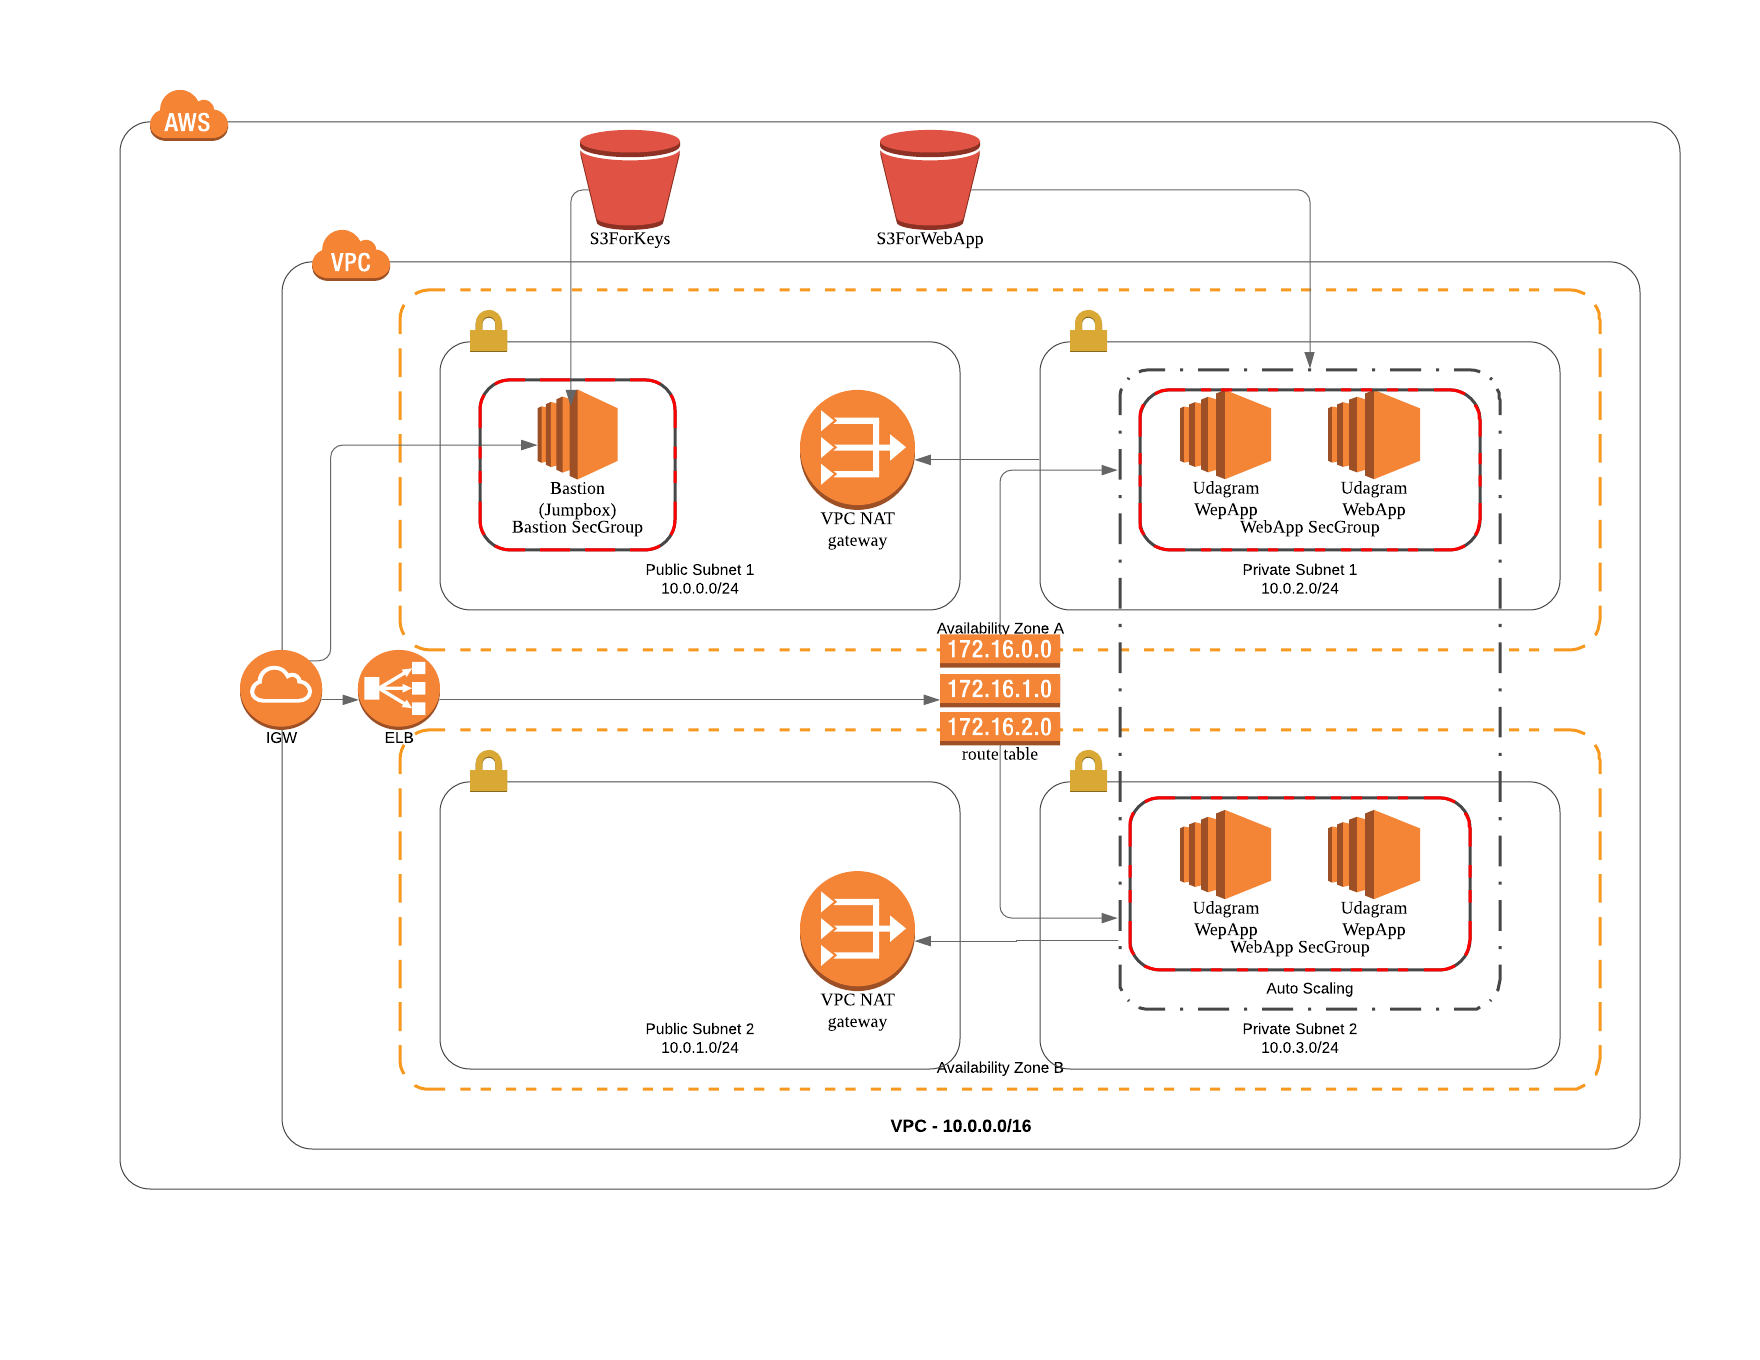 AWS
S3ForKeys
S3ForWebApp
VPC
Bastion
(Jumpbox)
Bastion SecGroup
VPC NAT
gateway
Public Subnet 1
10.0.0.0/24
Udagram
WepApp
Udagram
WebApp
WebApp SecGroup
Private Subnet 1
10.0.2.0/24
Availability Zone A
172.16.0.0
172.16.1.0
172.16.2.0
route table
IGW
ELB
VPC NAT
gateway
Public Subnet 2
10.0.1.0/24
Udagram
WepApp
Udagram
WepApp
WebApp SecGroup
Auto Scaling
Private Subnet 2
10.0.3.0/24
Availability Zone B
VPC - 10.0.0.0/16